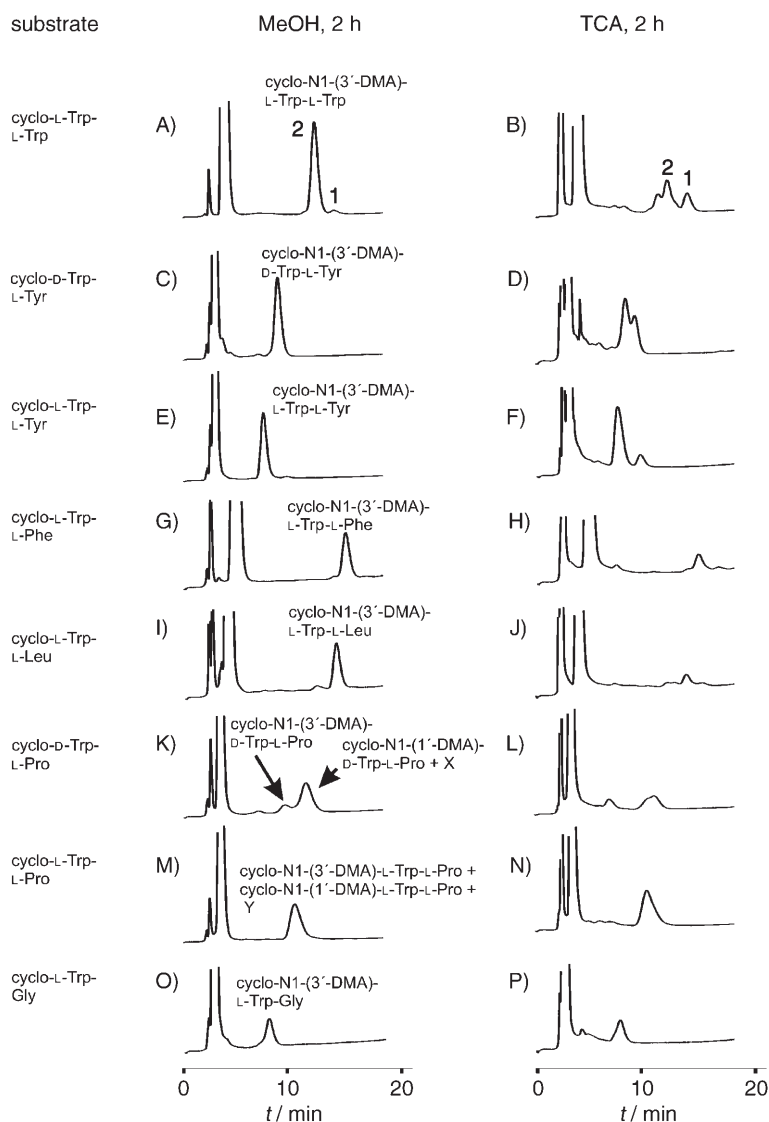 substrate MeOH, 2 h TCA, 2 h
cyclo-L-Trp-
L-Trp
A)
cyclo-N1-(3´-DMA)-
L-Trp-L-Trp
2
1
B)
2
1
cyclo-D-Trp-
L-Tyr
C)
cyclo-N1-(3´-DMA)-
D-Trp-L-Tyr
D)
cyclo-L-Trp-
L-Tyr
E)
cyclo-N1-(3´-DMA)-
L-Trp-L-Tyr
F)
cyclo-L-Trp-
L-Phe
G)
cyclo-N1-(3´-DMA)-
L-Trp-L-Phe
H)
cyclo-L-Trp-
L-Leu
I)
cyclo-N1-(3´-DMA)-
L-Trp-L-Leu
J)
cyclo-D-Trp-
L-Pro
K)
cyclo-N1-(3´-DMA)-
D-Trp-L-Pro
cyclo-N1-(1´-DMA)-
D-Trp-L-Pro + X
L)
cyclo-L-Trp-
L-Pro
M)
cyclo-N1-(3´-DMA)-L-Trp-L-Pro +
cyclo-N1-(1´-DMA)-L-Trp-L-Pro +
Y
N)
cyclo-L-Trp-
Gly
O)
cyclo-N1-(3´-DMA)-
L-Trp-Gly
P)
0 10 20 0 10 20
t / min t / min